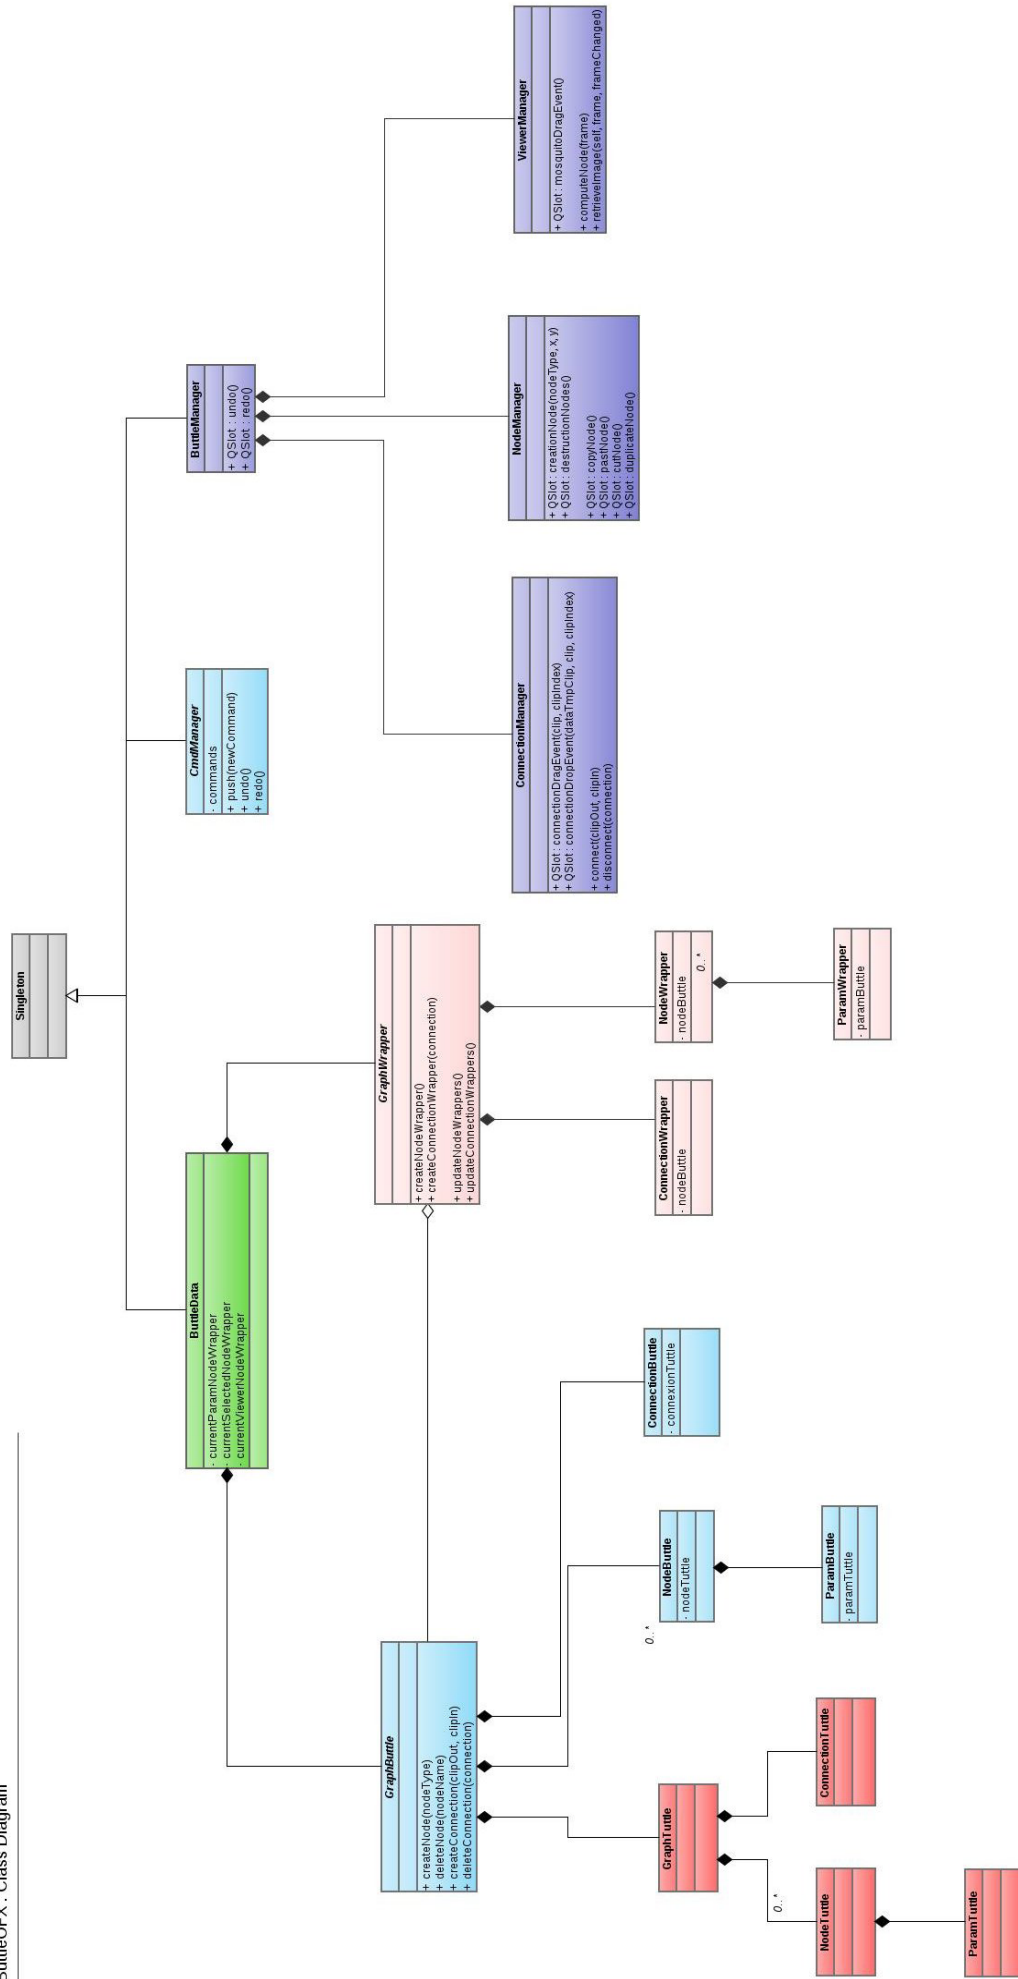 ButtleOFX : Class Diagram
Singleton
ButtleData
- currentParamNodeWrapper
- currentSelectedNodeWrapper
- currentViewerNodeWrapper
CmdManager
- commands
+ push(newCommand)
+ undo()
+ redo()
ButtleManager
+ QSlot : undo()
+ QSlot : redo()
GraphButtle
+ createNode(nodeType)
+ deleteNode(nodeName)
+ createConnection(clipOut, clipIn)
+ deleteConnection(connection)
GraphWrapper
+ createNodeWrapper()
+ createConnectionWrapper(connection)
+ updateNodeWrappers()
+ updateConnectionWrappers()
ConnectionManager
+ QSlot : connectionDragEvent(clip, clipIndex)
+ QSlot : connectionDropEvent(dataTmpClip, clip, clipIndex)
+ connect(clipOut, clipIn)
+ disconnect(connection)
NodeManager
+ QSlot : creationNode(nodeType, x, y)
+ QSlot : destructionNodes()
+ QSlot : copyNode()
+ QSlot : pastNode()
+ QSlot : cutNode()
+ QSlot : duplicateNode()
ViewerManager
+ QSlot : mosquitoDragEvent()
+ computeNode(frame)
+ retrieveImage(self, frame, frameChanged)
GraphTuttle
0..*
NodeButtle
- nodeTuttle
ConnectionButtle
- connexionTuttle
ConnectionWrapper
- nodeButtle
NodeWrapper
- nodeButtle
0..*
0..*
NodeTuttle
ConnectionTuttle
ParamButtle
- paramTuttle
ParamWrapper
- paramButtle
ParamTuttle